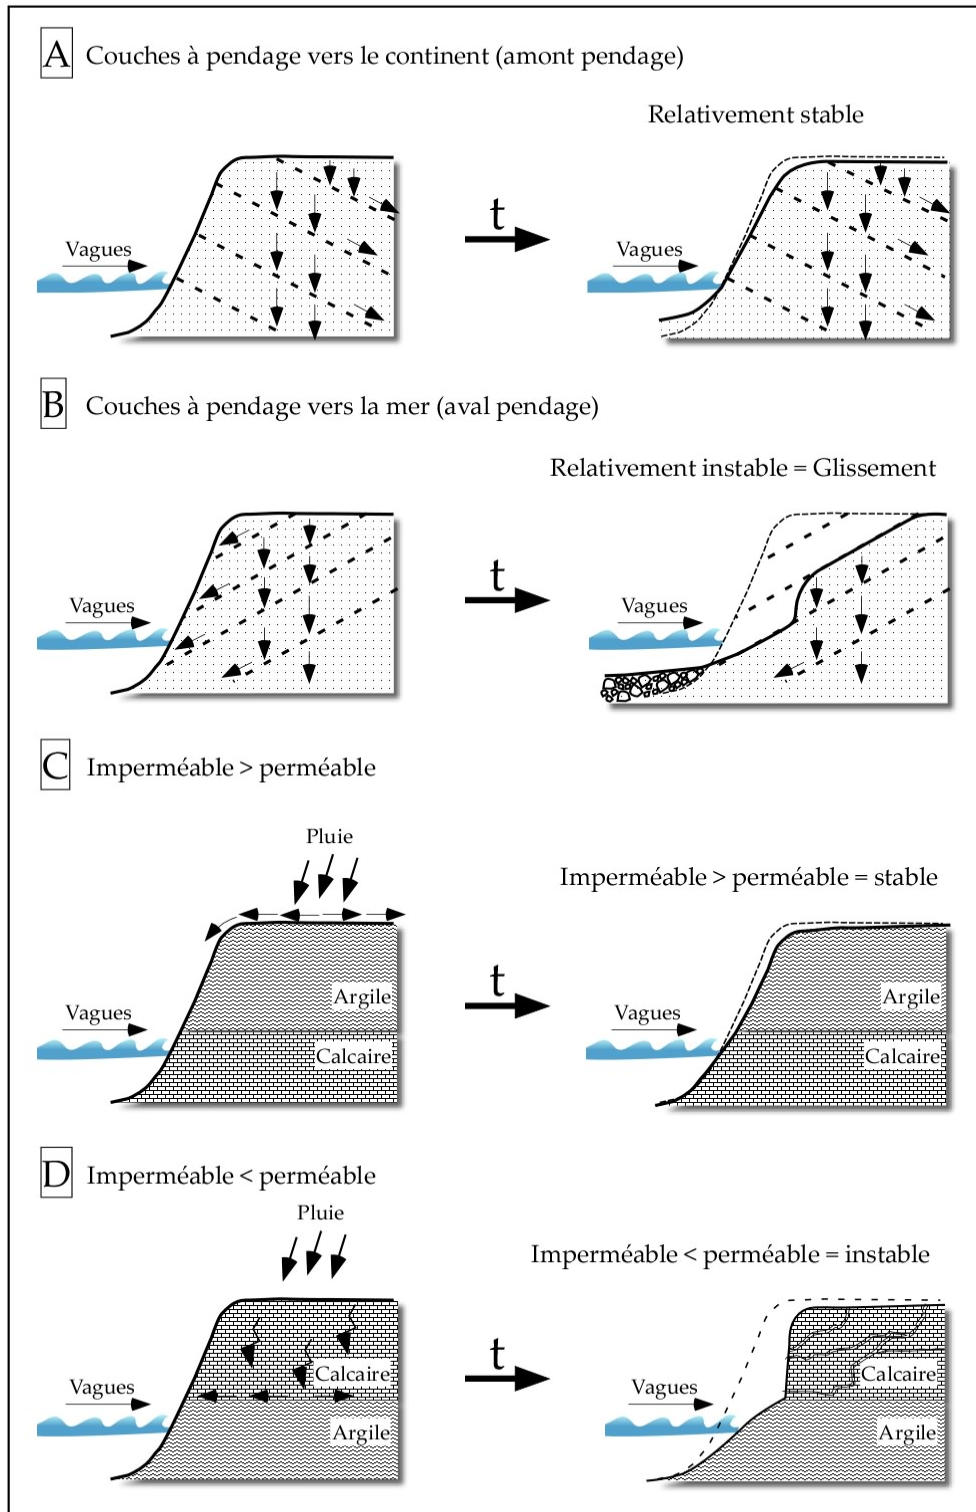 A Couches à pendage vers le continent (amont pendage)
Relativement stable
Vagues
t
Vagues
B Couches à pendage vers la mer (aval pendage)
Relativement instable = Glissement
Vagues
t
Vagues
C Imperméable > perméable
Pluie
Imperméable > perméable = stable
Vagues
Argile
Calcaire
t
Vagues
Argile
Calcaire
D Imperméable < perméable
Pluie
Imperméable < perméable = instable
Vagues
Calcaire
Argile
t
Vagues
Calcaire
Argile